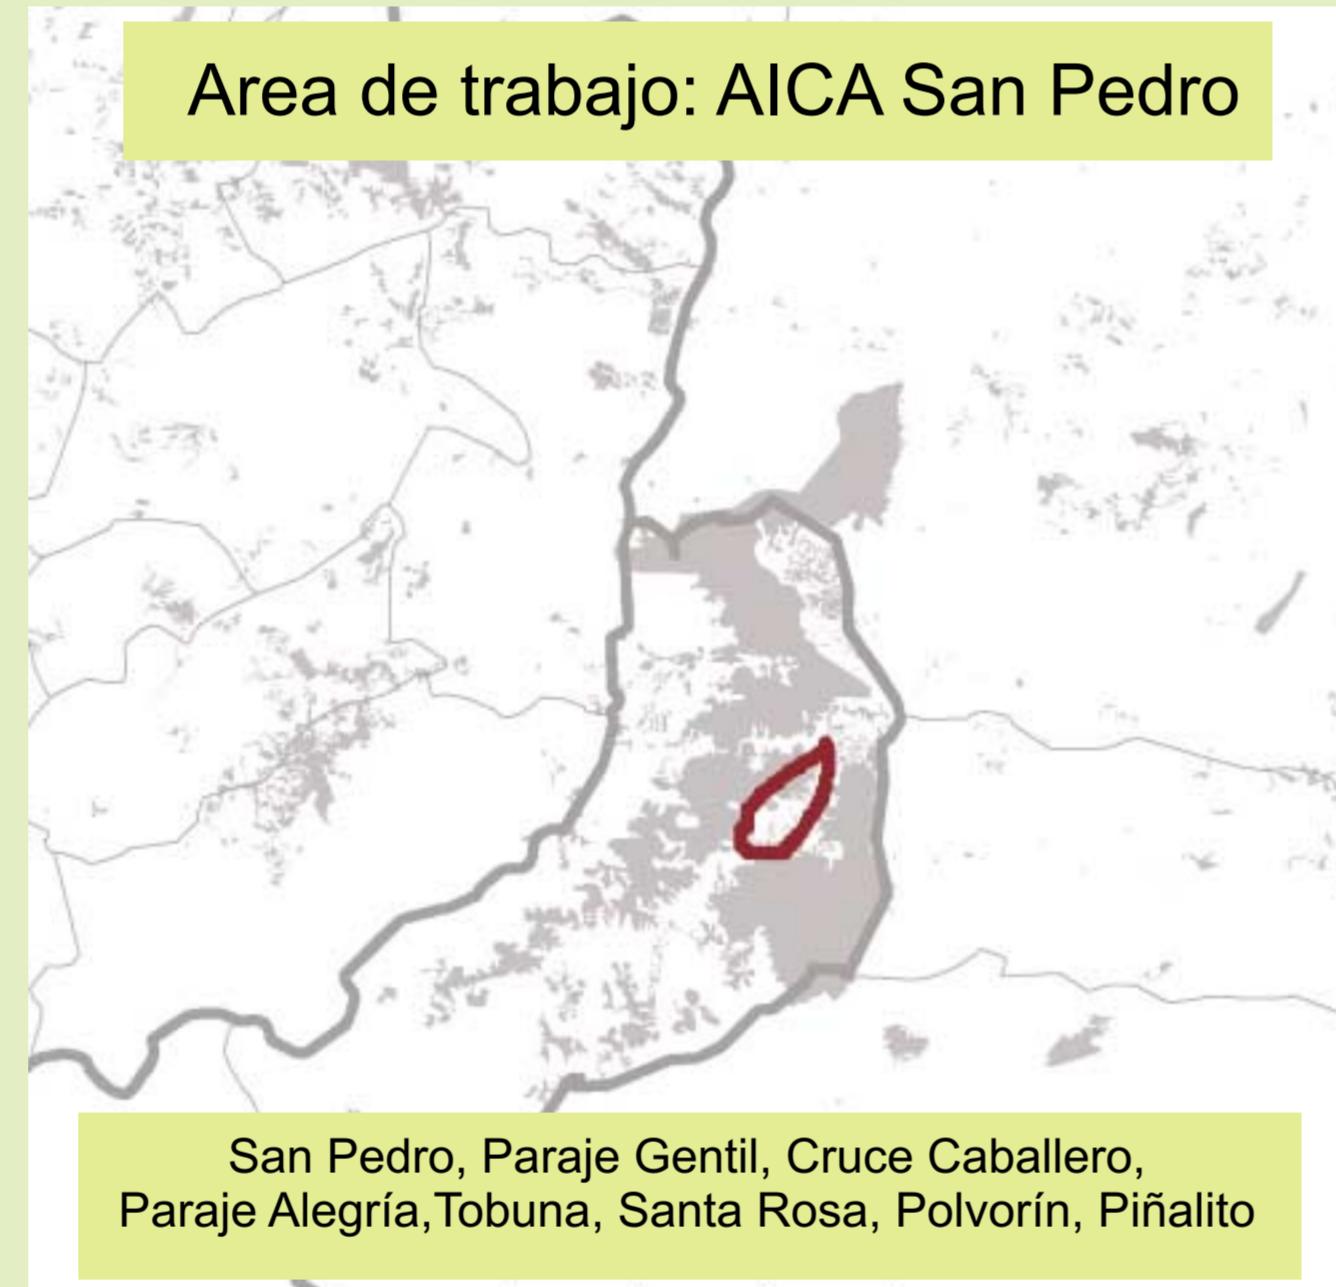 Area de trabajo: AICA San Pedro
San Pedro, Paraje Gentil, Cruce Caballero,
Paraje Alegría,Tobuna, Santa Rosa, Polvorín, Piñalito